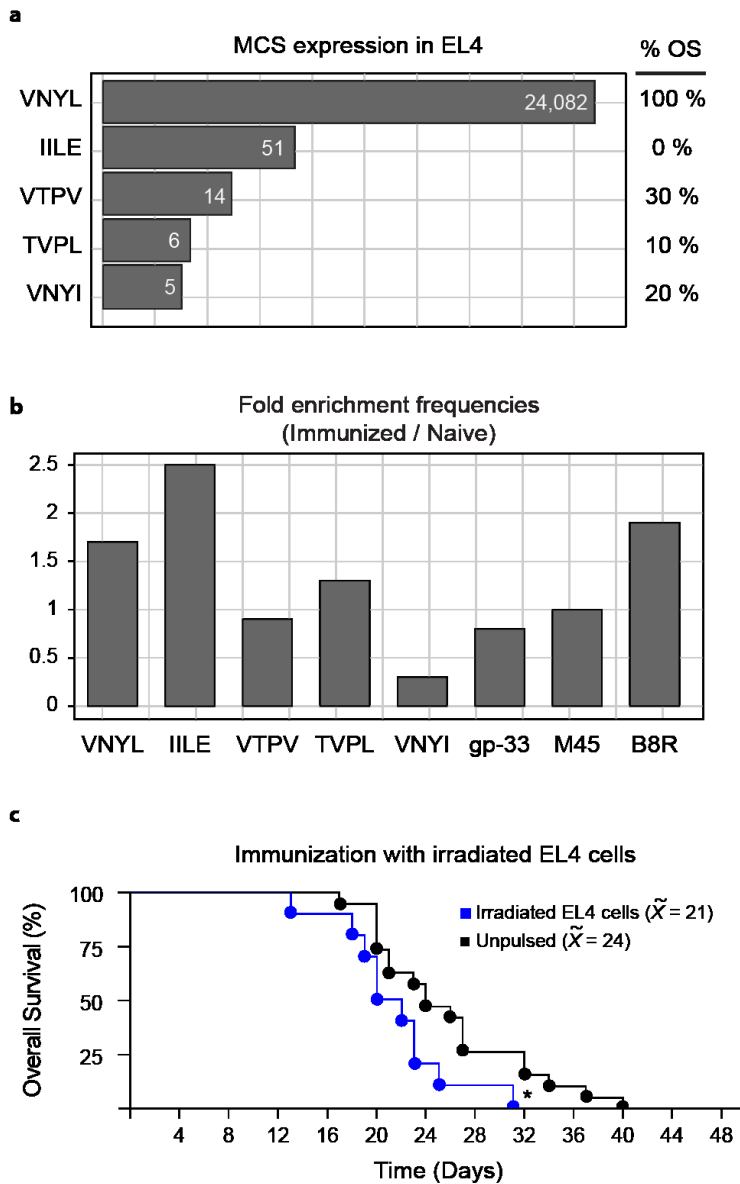 a
MCS expression in EL4
% OS
VNYL 24,082 100 %
IILE 51 0 %
VTPV 14 30 %
TVPL 6 10 %
VNYI 5 20 %
b
Fold enrichment frequencies
(Immunized / Naive)
2.5
2
1.5
1
0.5
0
VNYL IILE VTPV TVPL VNYI gp-33 M45 B8R
c
Immunization with irradiated EL4 cells
Overall Survival (%)
100
75
50
25
Irradiated EL4 cells (X̃ = 21)
Unpulsed (X̃ = 24)
*
4 8 12 16 20 24 28 32 36 40 44 48
Time (Days)